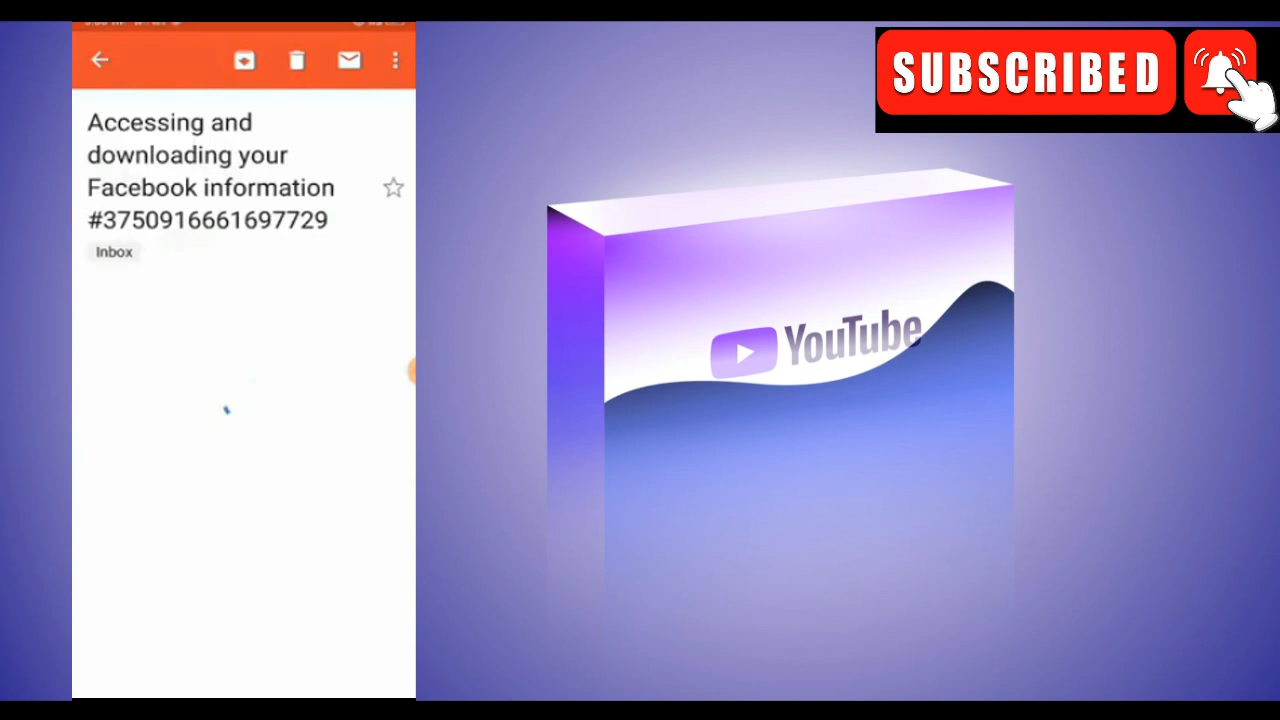 Accessing and
downloading your
Facebook information
#3750916661697729
Inbox
SUBSCRIBED
YouTube